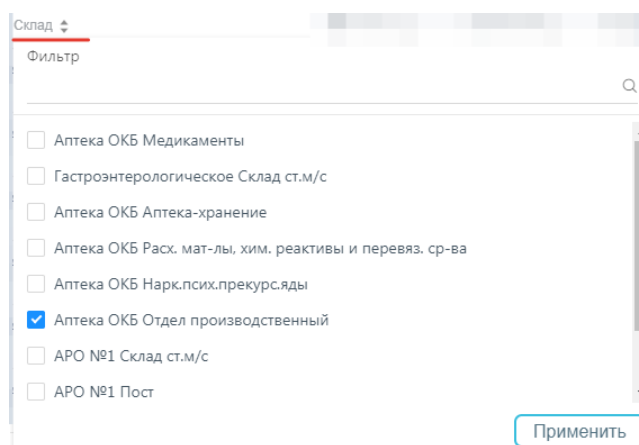 Склад
Фильтр
Аптека ОКБ Медикаменты
Гастроэнтерологическое Склад ст.м/с
Аптека ОКБ Аптека-хранение
Аптека ОКБ Расх. мат-лы, хим. реактивы и перевяз. ср-ва
Аптека ОКБ Нарк.псих.прекурс.яды
Аптека ОКБ Отдел производственный
АРО №1 Склад ст.м/с
АРО №1 Пост
Применить